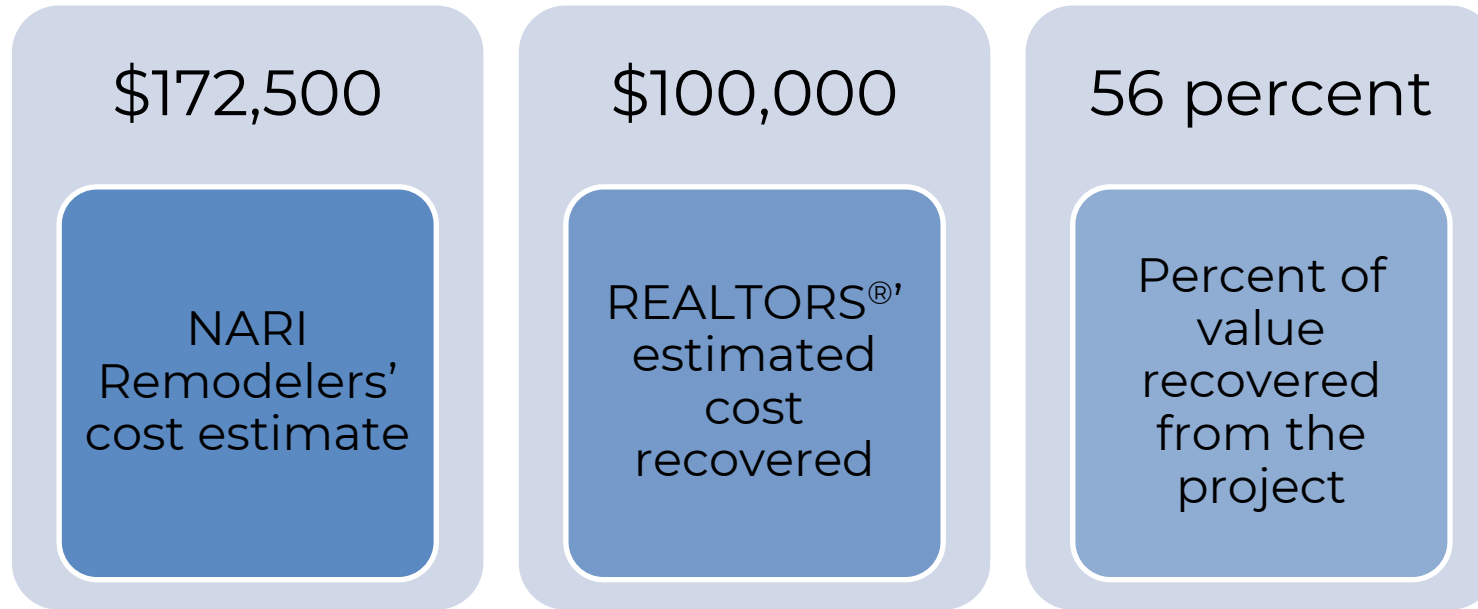 $172,500
NARI
Remodelers’
cost estimate
$100,000
REALTORS®’
estimated
cost
recovered
56 percent
Percent of
value
recovered
from the
project